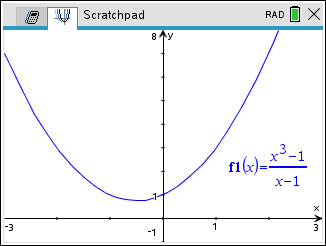 Scratchpad RAD
8 y
f1(x)=x³-1/x-1
1
x
-3 -1 1 3